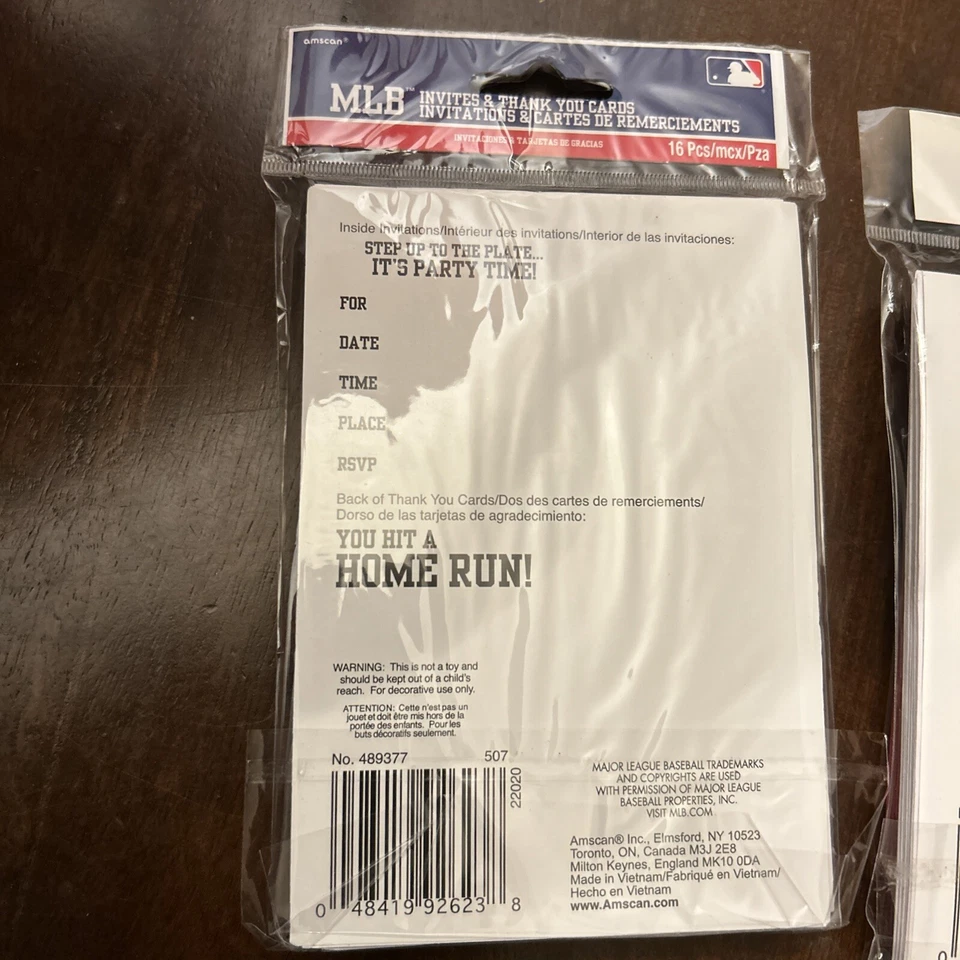 amscan®
MLB™ INVITES & THANK YOU CARDS
INVITATIONS & CARTES DE REMERCIEMENTS
INVITACIONES & TARJETAS DE GRACIAS
16 Pcs/mcx/Pza
Inside Invitations/Intérieur des invitations/Interior de las invitaciones:
STEP UP TO THE PLATE...
IT'S PARTY TIME!
FOR
DATE
TIME
PLACE
RSVP
Back of Thank You Cards/Dos des cartes de remerciements/
Dorso de las tarjetas de agradecimiento:
YOU HIT A
HOME RUN!
WARNING: This is not a toy and
should be kept out of a child's
reach. For decorative use only.
ATTENTION: Cette n'est pas un
jouet et doit être mis hors de la
portée des enfants. Pour les
buts décoratifs seulement.
No. 489377 507
22020
0 48419 92623 8
MAJOR LEAGUE BASEBALL TRADEMARKS
AND COPYRIGHTS ARE USED
WITH PERMISSION OF MAJOR LEAGUE
BASEBALL PROPERTIES, INC.
VISIT MLB.COM
Amscan® Inc., Elmsford, NY 10523
Toronto, ON, Canada M3J 2E8
Milton Keynes, England MK10 0DA
Made in Vietnam/Fabriqué en Vietnam/
Hecho en Vietnam
www.Amscan.com
0